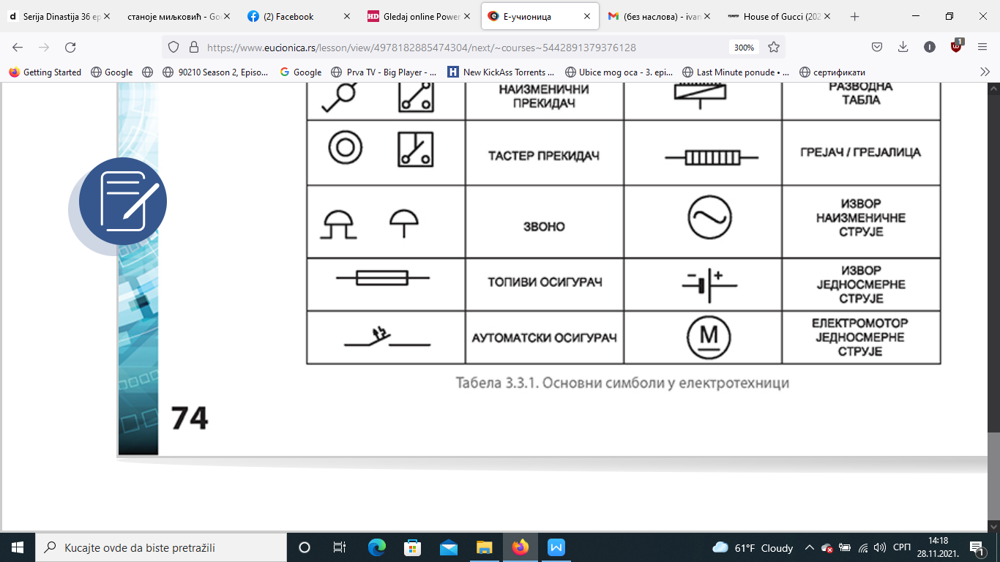 Serija Dinastija 36 ep
станоје миљковић - Go
(2) Facebook
HD
Gledaj online Power
Е-учионица
(без наслова) - ivan
House of Gucci (202
https://www.eucionica.rs/lesson/view/4978182885474304/next/~courses~5442891379376128
300%
I
1
Getting Started
Google
90210 Season 2, Episo...
Google
Prva TV - Big Player - ...
New KickAss Torrents ...
Ubice mog oca - 3. epi...
Last Minute ponude • ...
сертификати
НАИЗМЕНИЧНИ
ПРЕКИДАЧ
РАЗВОДНА
ТАБЛА
ТАСТЕР ПРЕКИДАЧ
ГРЕЈАЧ / ГРЕЈАЛИЦА
ЗВОНО
ИЗВОР
НАИЗМЕНИЧНЕ
СТРУЈЕ
ТОПИВИ ОСИГУРАЧ
- +
ИЗВОР
ЈЕДНОСМЕРНЕ
СТРУЈЕ
АУТОМАТСКИ ОСИГУРАЧ
M
ЕЛЕКТРОМОТОР
ЈЕДНОСМЕРНЕ
СТРУЈЕ
Табела 3.3.1. Основни симболи у електротехници
74
Kucajte ovde da biste pretražili
61°F Cloudy
СРП
14:18
28.11.2021.
1